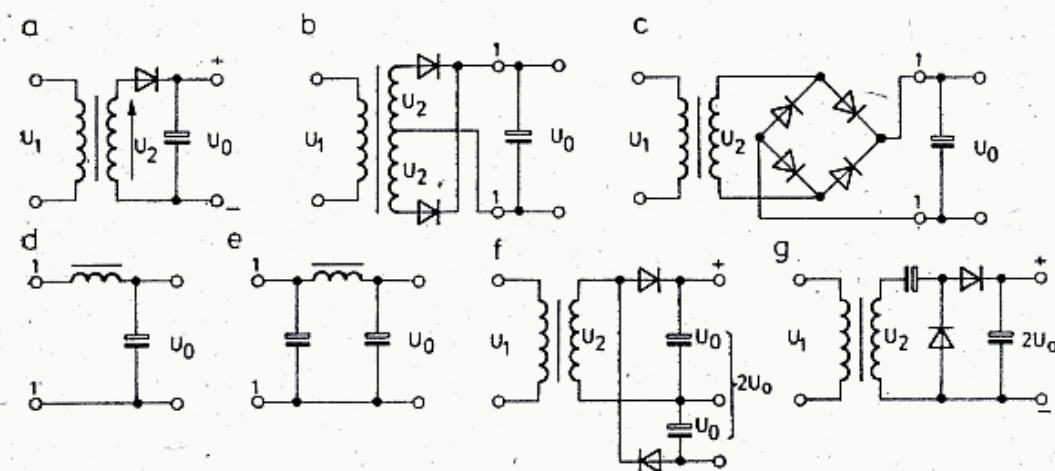 a
b
c
U1 U2 + U0 −
U1 U2 U2 1 1 U0
U1 U2 1 1 U0
d
e
f
g
1 1 U0
1 1 U0
U1 U2 + U0 U0 2U0
U1 U2 + 2U0 −